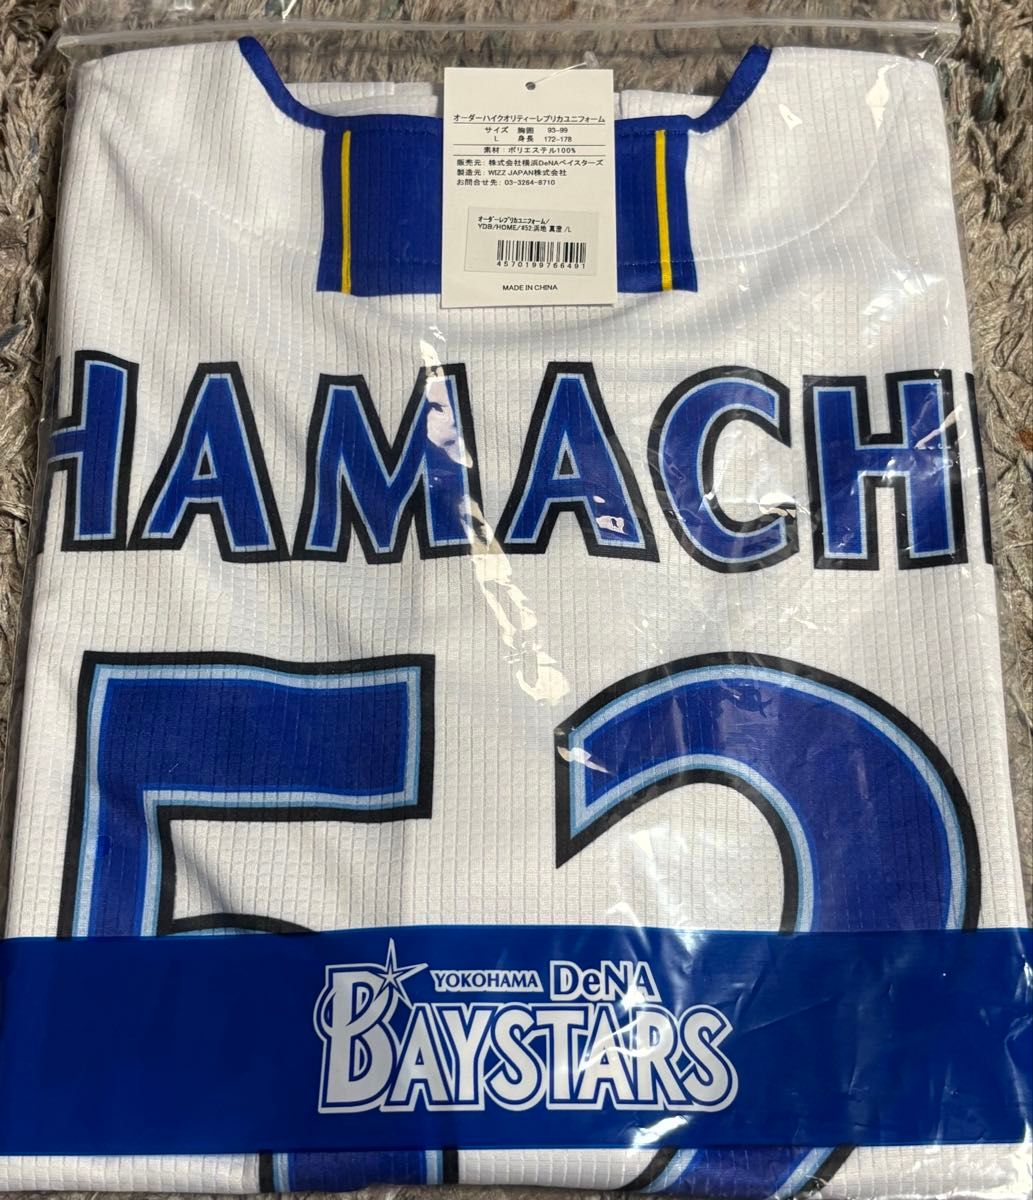 オーダーハイクオリティーレプリカユニフォーム
サイズ 胸囲 93-99
L 身長 172-178
素材:ポリエステル100%
販売元:株式会社横浜DeNAベイスターズ
製造元:WIZZ JAPAN株式会社
お問合せ先:03-3264-8710
オーダーレプリカユニフォーム/
YDB/HOME/#52:浜地 真澄 /L
4570199766491
MADE IN CHINA
HAMACHI
52
YOKOHAMA DeNA
BAYSTARS